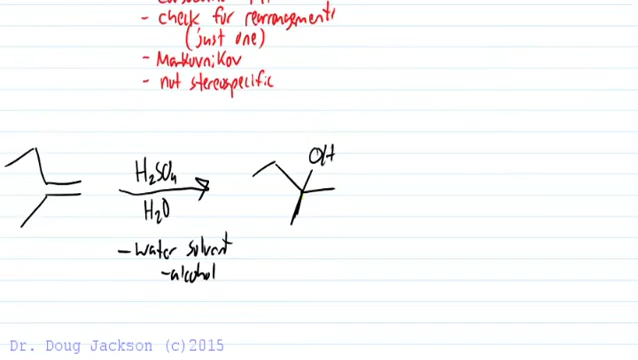 - check for rearrangements
(just one)
- Markovnikov
- not stereospecific
OH
H₂SO₄
H₂O
- water solvent
- alcohol
Dr. Doug Jackson (c)2015